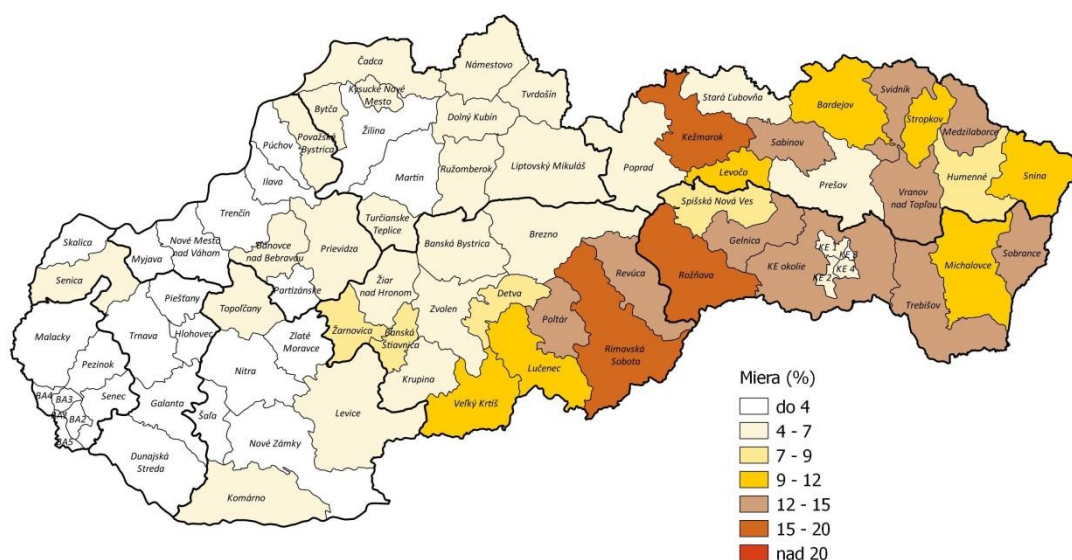 Čadca
Námestovo
Tvrdošín
Kysucké Nové
Mesto
Bytča
Žilina
Dolný Kubín
Považská
Bystrica
Púchov
Ilava
Martin
Ružomberok
Liptovský Mikuláš
Poprad
Kežmarok
Stará Ľubovňa
Sabinov
Levoča
Bardejov
Svidník
Stropkov
Medzilaborce
Prešov
Vranov
nad Topľou
Humenné
Snina
Trenčín
Turčianske
Teplice
Prievidza
Bánovce
nad Bebravou
Nové Mesto
nad Váhom
Skalica
Myjava
Senica
Partizánske
Banská Bystrica
Brezno
Spišská Nová Ves
Gelnica
Rožňava
Revúca
KE okolie
KE 1
KE 3
KE 4
KE 2
Michalovce
Sobrance
Trebišov
Topoľčany
Piešťany
Žiar
nad Hronom
Žarnovica
Banská
Štiavnica
Zvolen
Detva
Poltár
Rimavská
Sobota
Lučenec
Veľký Krtíš
Krupina
Malacky
Trnava
Hlohovec
Zlaté
Moravce
Nitra
Pezinok
Senec
Galanta
Šaľa
Levice
Nové Zámky
BA4
BA3
BA2
BA5
Dunajská
Streda
Komárno
Miera (%)
do 4
4 - 7
7 - 9
9 - 12
12 - 15
15 - 20
nad 20